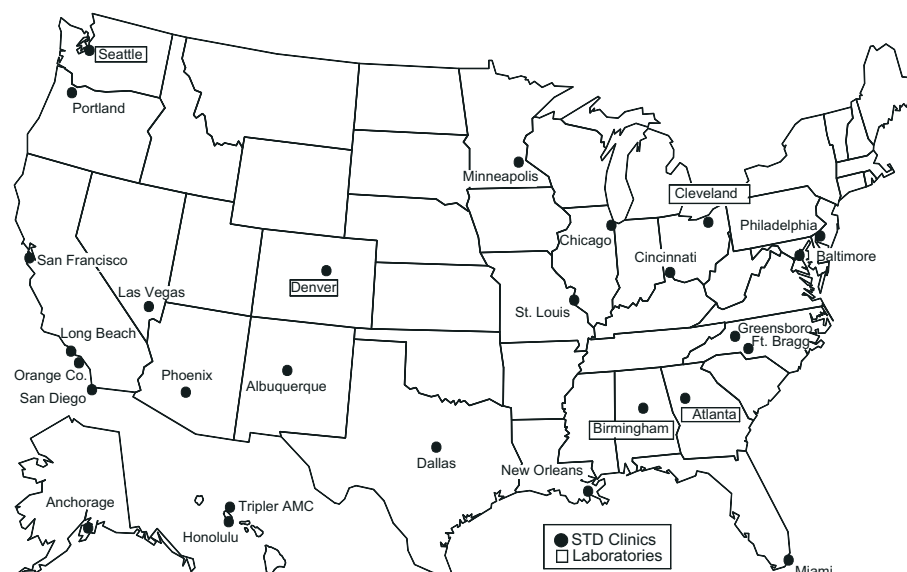 Seattle
Portland
Minneapolis
Cleveland
Philadelphia
Chicago
Cincinnati
Baltimore
San Francisco
Denver
Las Vegas
St. Louis
Long Beach
Greensboro
Ft. Bragg
Orange Co.
Phoenix
Albuquerque
San Diego
Atlanta
Birmingham
Dallas
New Orleans
Anchorage
Tripler AMC
Honolulu
STD Clinics
Laboratories
Miami